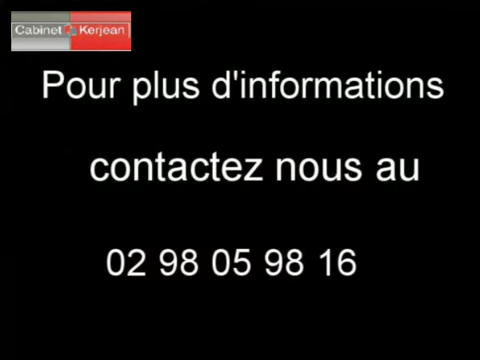 Cabinet Kerjean
Pour plus d'informations
contactez nous au
02 98 05 98 16